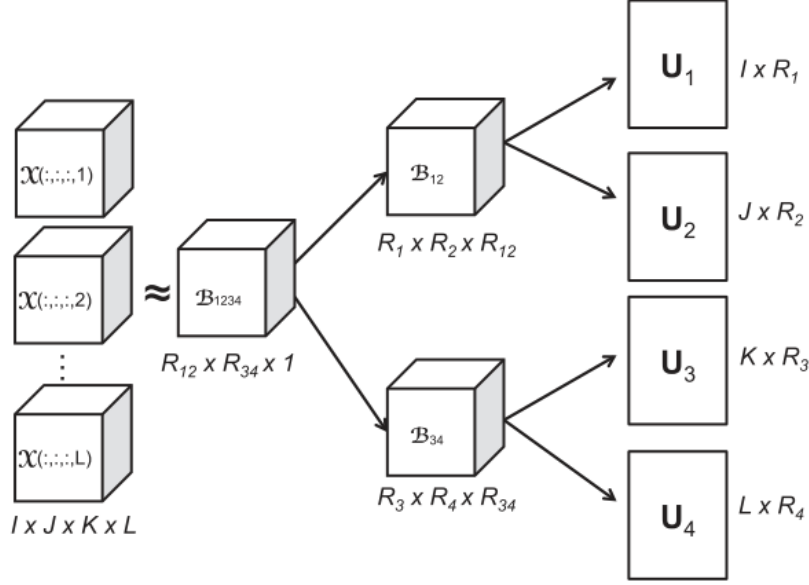 𝒳(:,:,:,1)
𝒳(:,:,:,2)
⋮
𝒳(:,:,:,L)
I x J x K x L
≈
ℬ₁₂₃₄
R₁₂ x R₃₄ x 1
ℬ₁₂
R₁ x R₂ x R₁₂
ℬ₃₄
R₃ x R₄ x R₃₄
U₁ I x R₁
U₂ J x R₂
U₃ K x R₃
U₄ L x R₄